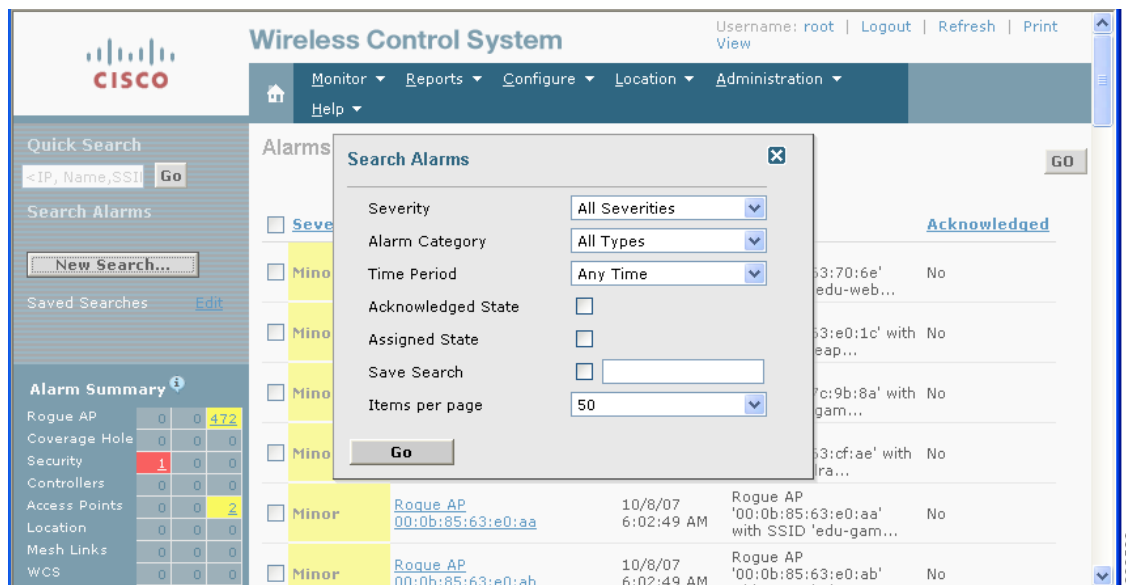 CISCO
Wireless Control System
Username: root | Logout | Refresh | Print
View
Monitor Reports Configure Location Administration
Help
Quick Search
<IP, Name,SSI
Go
Search Alarms
New Search...
Saved Searches Edit
Alarm Summary
Rogue AP 0 0 472
Coverage Hole 0 0 0
Security 1 0 0
Controllers 0 0 0
Access Points 0 0 2
Location 0 0 0
Mesh Links 0 0 0
WCS 0 0 0
Alarms
GO
Seve
Acknowledged
Mino
63:70:6e'
edu-web...
No
Mino
63:e0:1c' with
eap...
No
Mino
7c:9b:8a' with
gam...
No
Mino
63:cf:ae' with
No
Minor
Rogue AP
00:0b:85:63:e0:aa
10/8/07
6:02:49 AM
Rogue AP
'00:0b:85:63:e0:aa'
with SSID 'edu-gam...
No
Minor
Rogue AP
00:0b:85:63:e0:ab
10/8/07
6:02:49 AM
Rogue AP
'00:0b:85:63:e0:ab'
No
Search Alarms
Severity All Severities
Alarm Category All Types
Time Period Any Time
Acknowledged State
Assigned State
Save Search
Items per page 50
Go